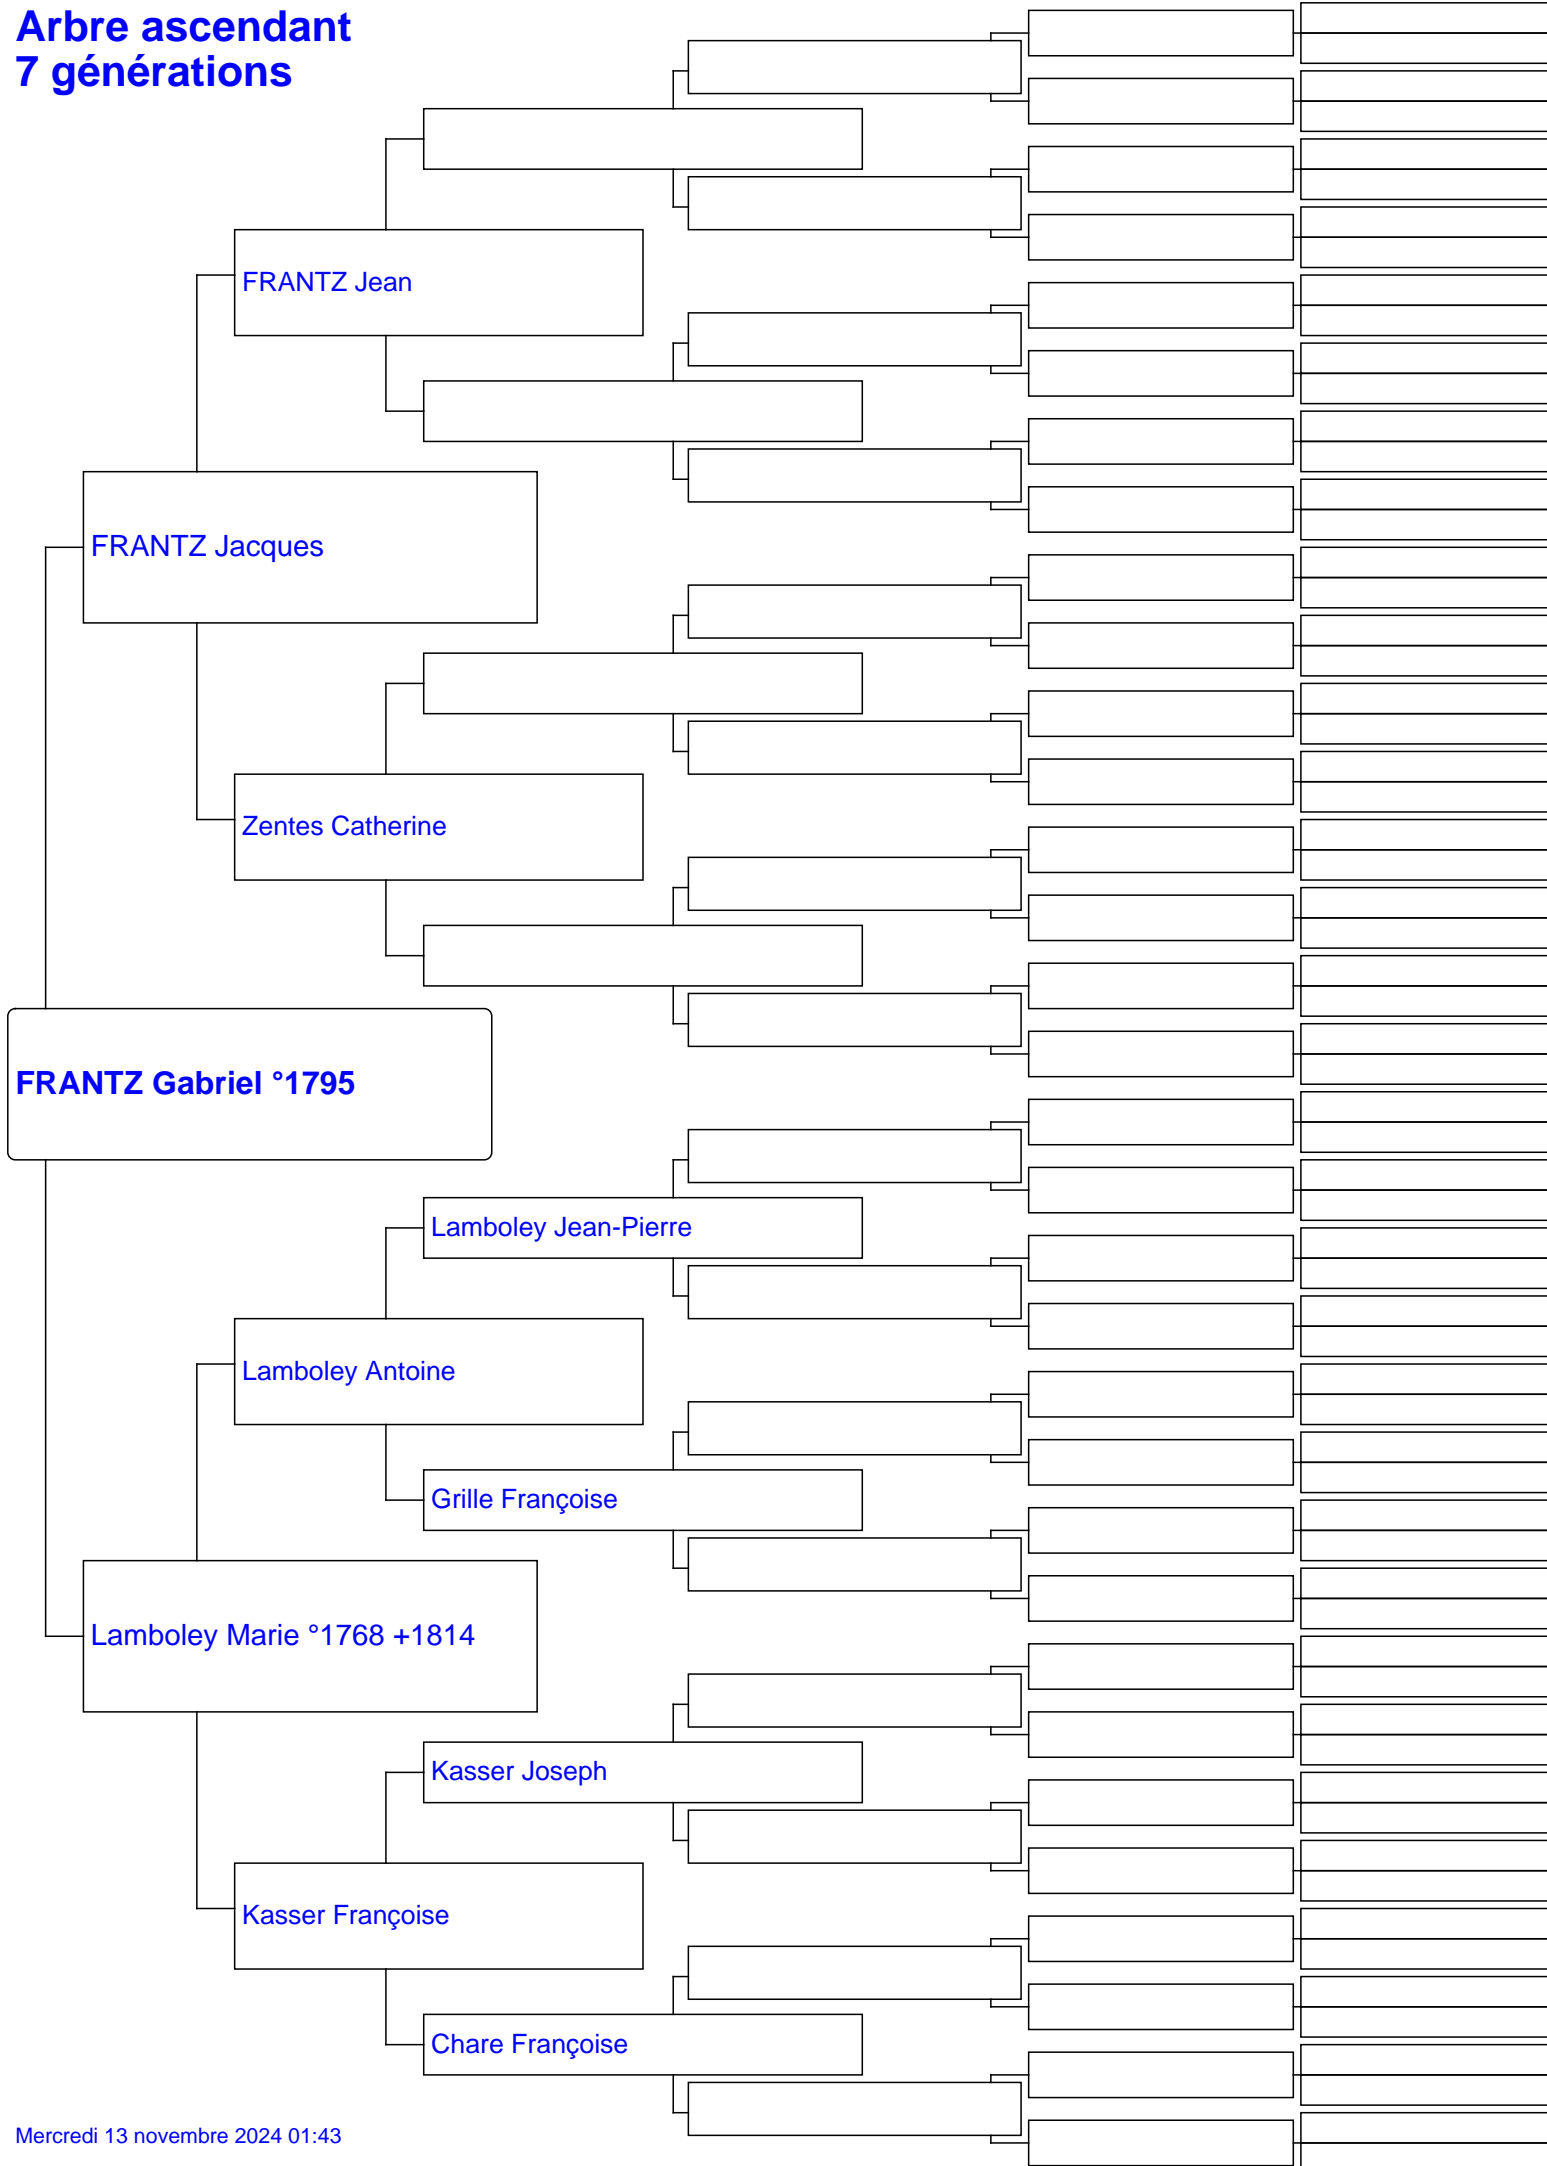 Arbre ascendant
7 générations
FRANTZ Jean
FRANTZ Jacques
Zentes Catherine
FRANTZ Gabriel °1795
Lamboley Jean-Pierre
Lamboley Antoine
Grille Françoise
Lamboley Marie °1768 +1814
Kasser Joseph
Kasser Françoise
Chare Françoise
Mercredi 13 novembre 2024 01:43